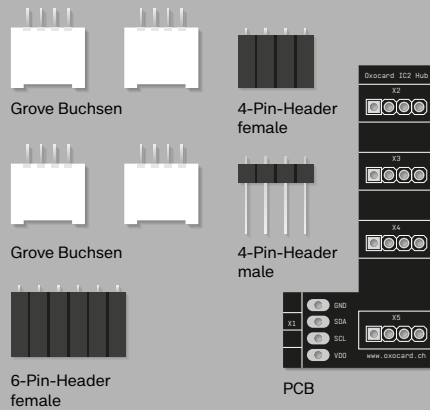 Grove Buchsen
4-Pin-Header
female
Oxocard IC2 Hub
X2
X3
Grove Buchsen
4-Pin-Header
male
X4
6-Pin-Header
female
X1
GND
SDA
SCL
VDD
X5
www.oxocard.ch
PCB